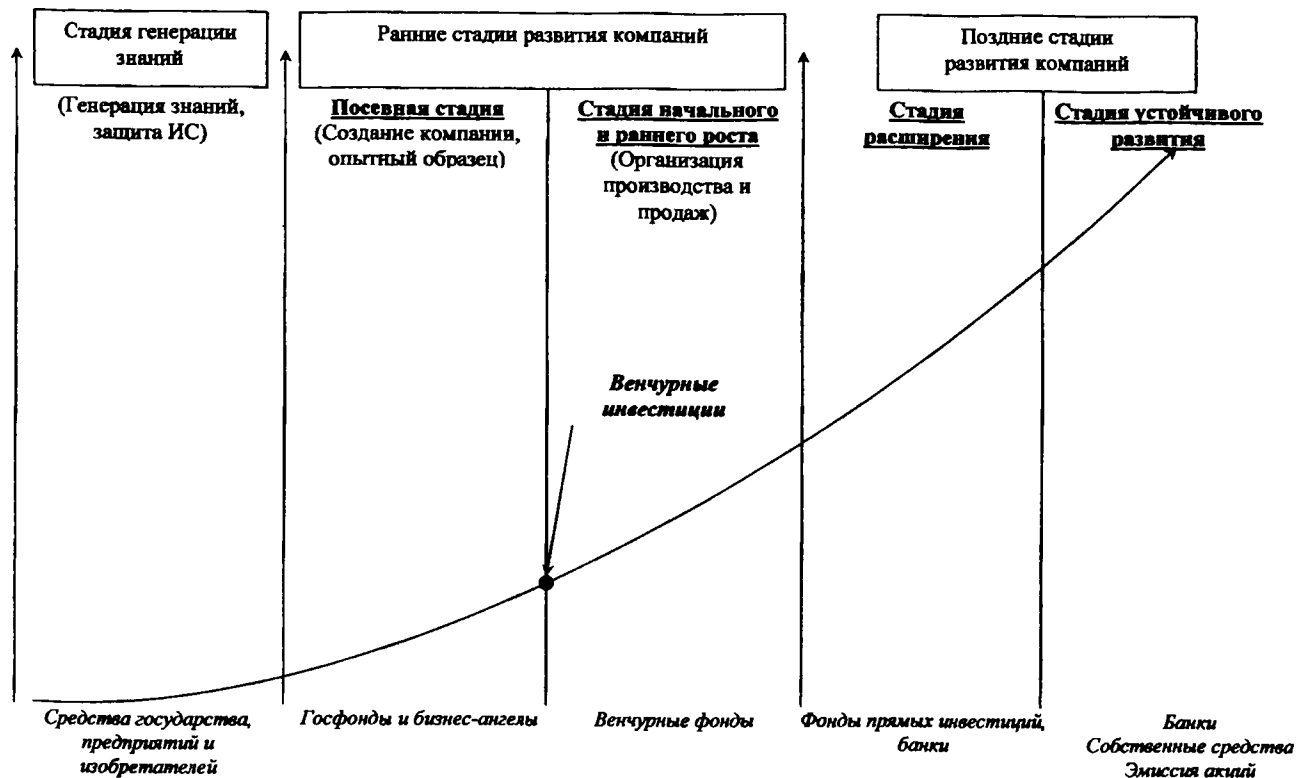 Стадия генерации
знаний
Ранние стадии развития компаний
Поздние стадии
развития компаний
(Генерация знаний,
защита ИС)
Посевная стадия
(Создание компании,
опытный образец)
Стадия начального
и раннего роста
(Организация
производства и
продаж)
Стадия
расширения
Стадия устойчивого
развития
Венчурные
инвестиции
Средства государства,
предприятий и
изобретателей
Госфонды и бизнес-ангелы
Венчурные фонды
Фонды прямых инвестиций,
банки
Банки
Собственные средства
Эмиссия акций